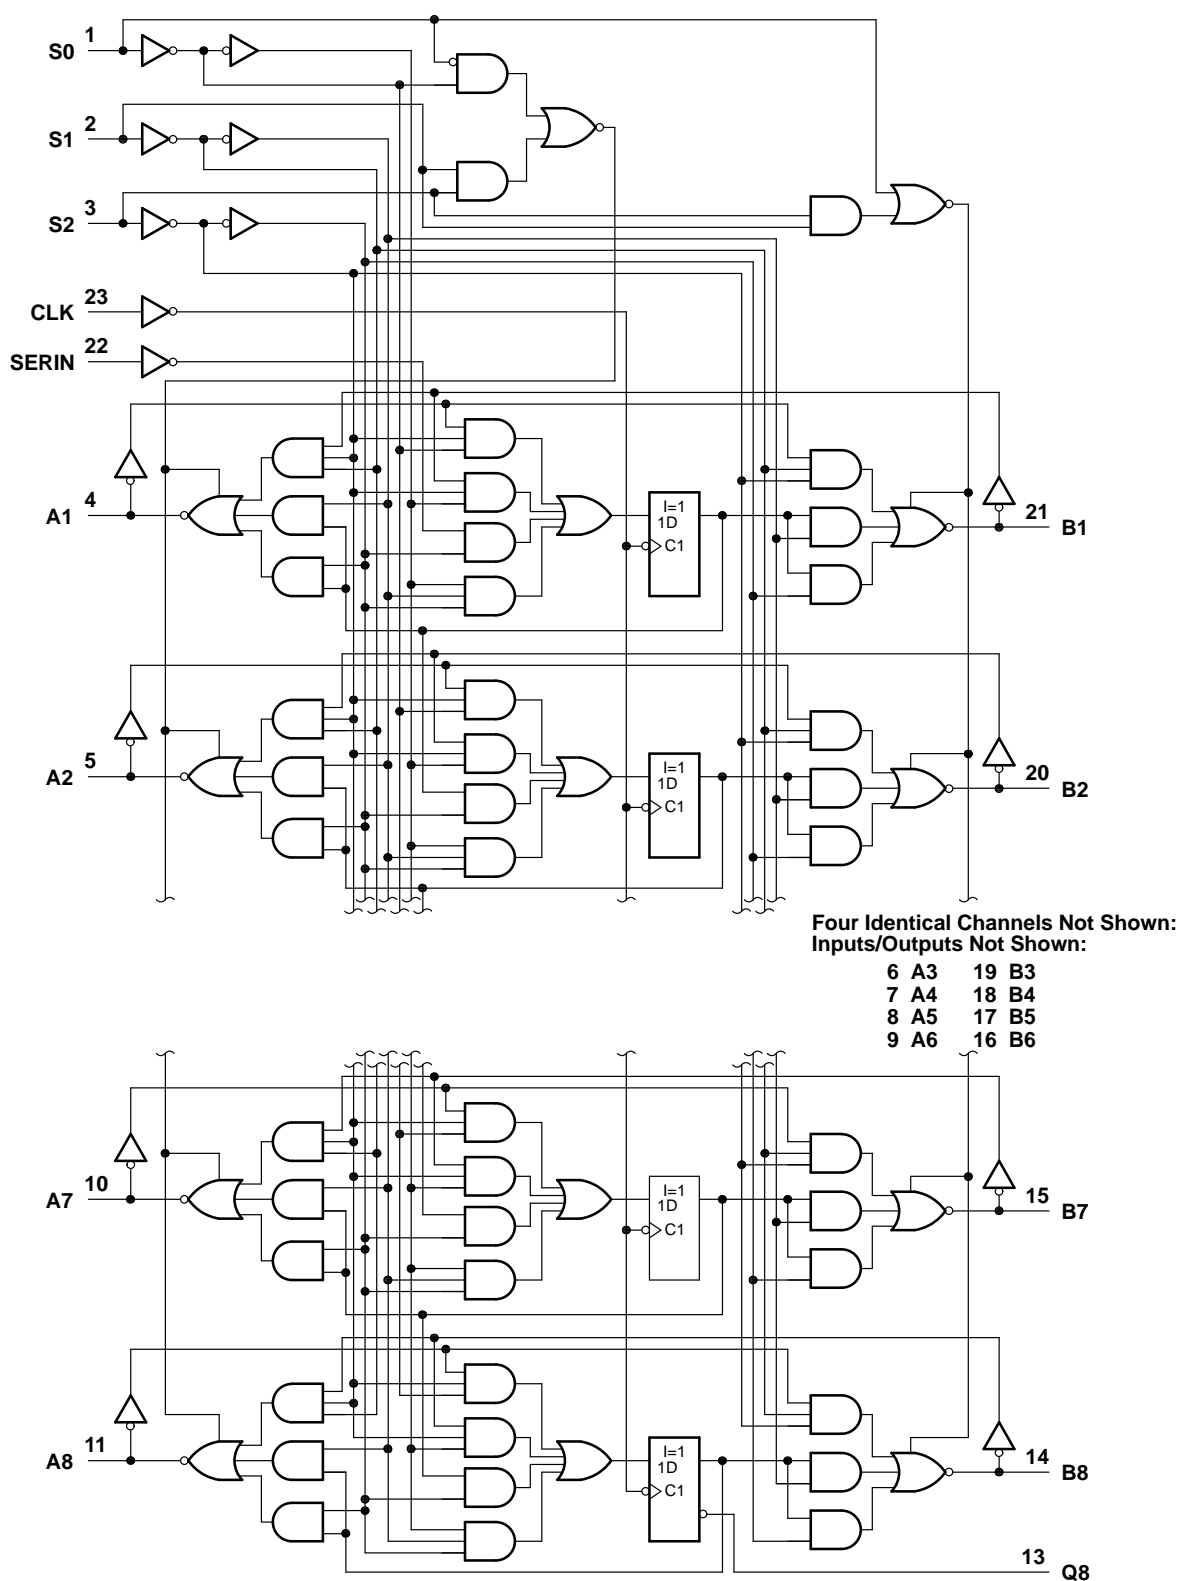 1
S0
2
S1
3
S2
23
CLK
22
SERIN
4
A1
I=1
1D
C1
21
B1
5
A2
I=1
1D
C1
20
B2
Four Identical Channels Not Shown:
Inputs/Outputs Not Shown:
6 A3 19 B3
7 A4 18 B4
8 A5 17 B5
9 A6 16 B6
10
A7
I=1
1D
C1
15
B7
11
A8
I=1
1D
C1
14
B8
13
Q8